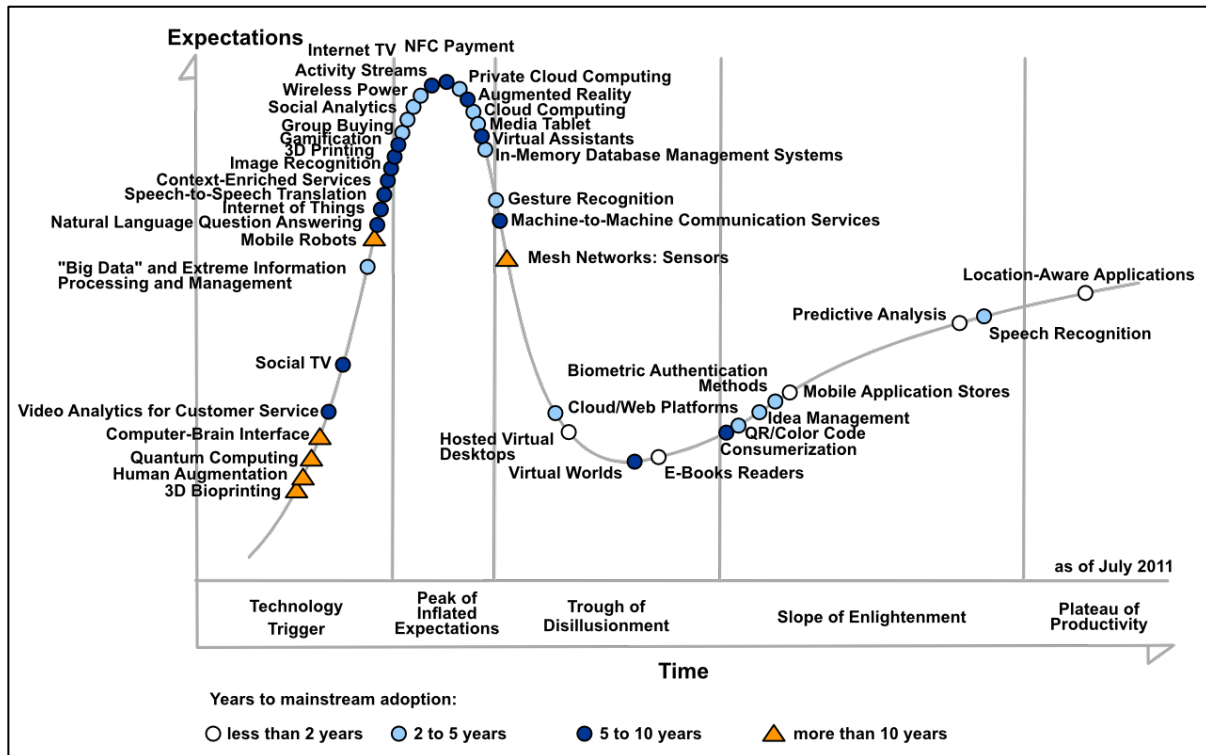 Expectations
Internet TV
NFC Payment
Activity Streams
Private Cloud Computing
Wireless Power
Augmented Reality
Social Analytics
Cloud Computing
Group Buying
Media Tablet
Gamification
Virtual Assistants
3D Printing
In-Memory Database Management Systems
Image Recognition
Context-Enriched Services
Speech-to-Speech Translation
Gesture Recognition
Internet of Things
Natural Language Question Answering
Machine-to-Machine Communication Services
Mobile Robots
Mesh Networks: Sensors
"Big Data" and Extreme Information
Processing and Management
Location-Aware Applications
Predictive Analysis
Speech Recognition
Social TV
Biometric Authentication
Methods
Mobile Application Stores
Video Analytics for Customer Service
Cloud/Web Platforms
Idea Management
Computer-Brain Interface
Hosted Virtual
Desktops
QR/Color Code
Consumerization
Quantum Computing
Human Augmentation
Virtual Worlds
E-Books Readers
3D Bioprinting
as of July 2011
Technology
Trigger
Peak of
Inflated
Expectations
Trough of
Disillusionment
Slope of Enlightenment
Plateau of
Productivity
Time
Years to mainstream adoption:
less than 2 years
2 to 5 years
5 to 10 years
more than 10 years